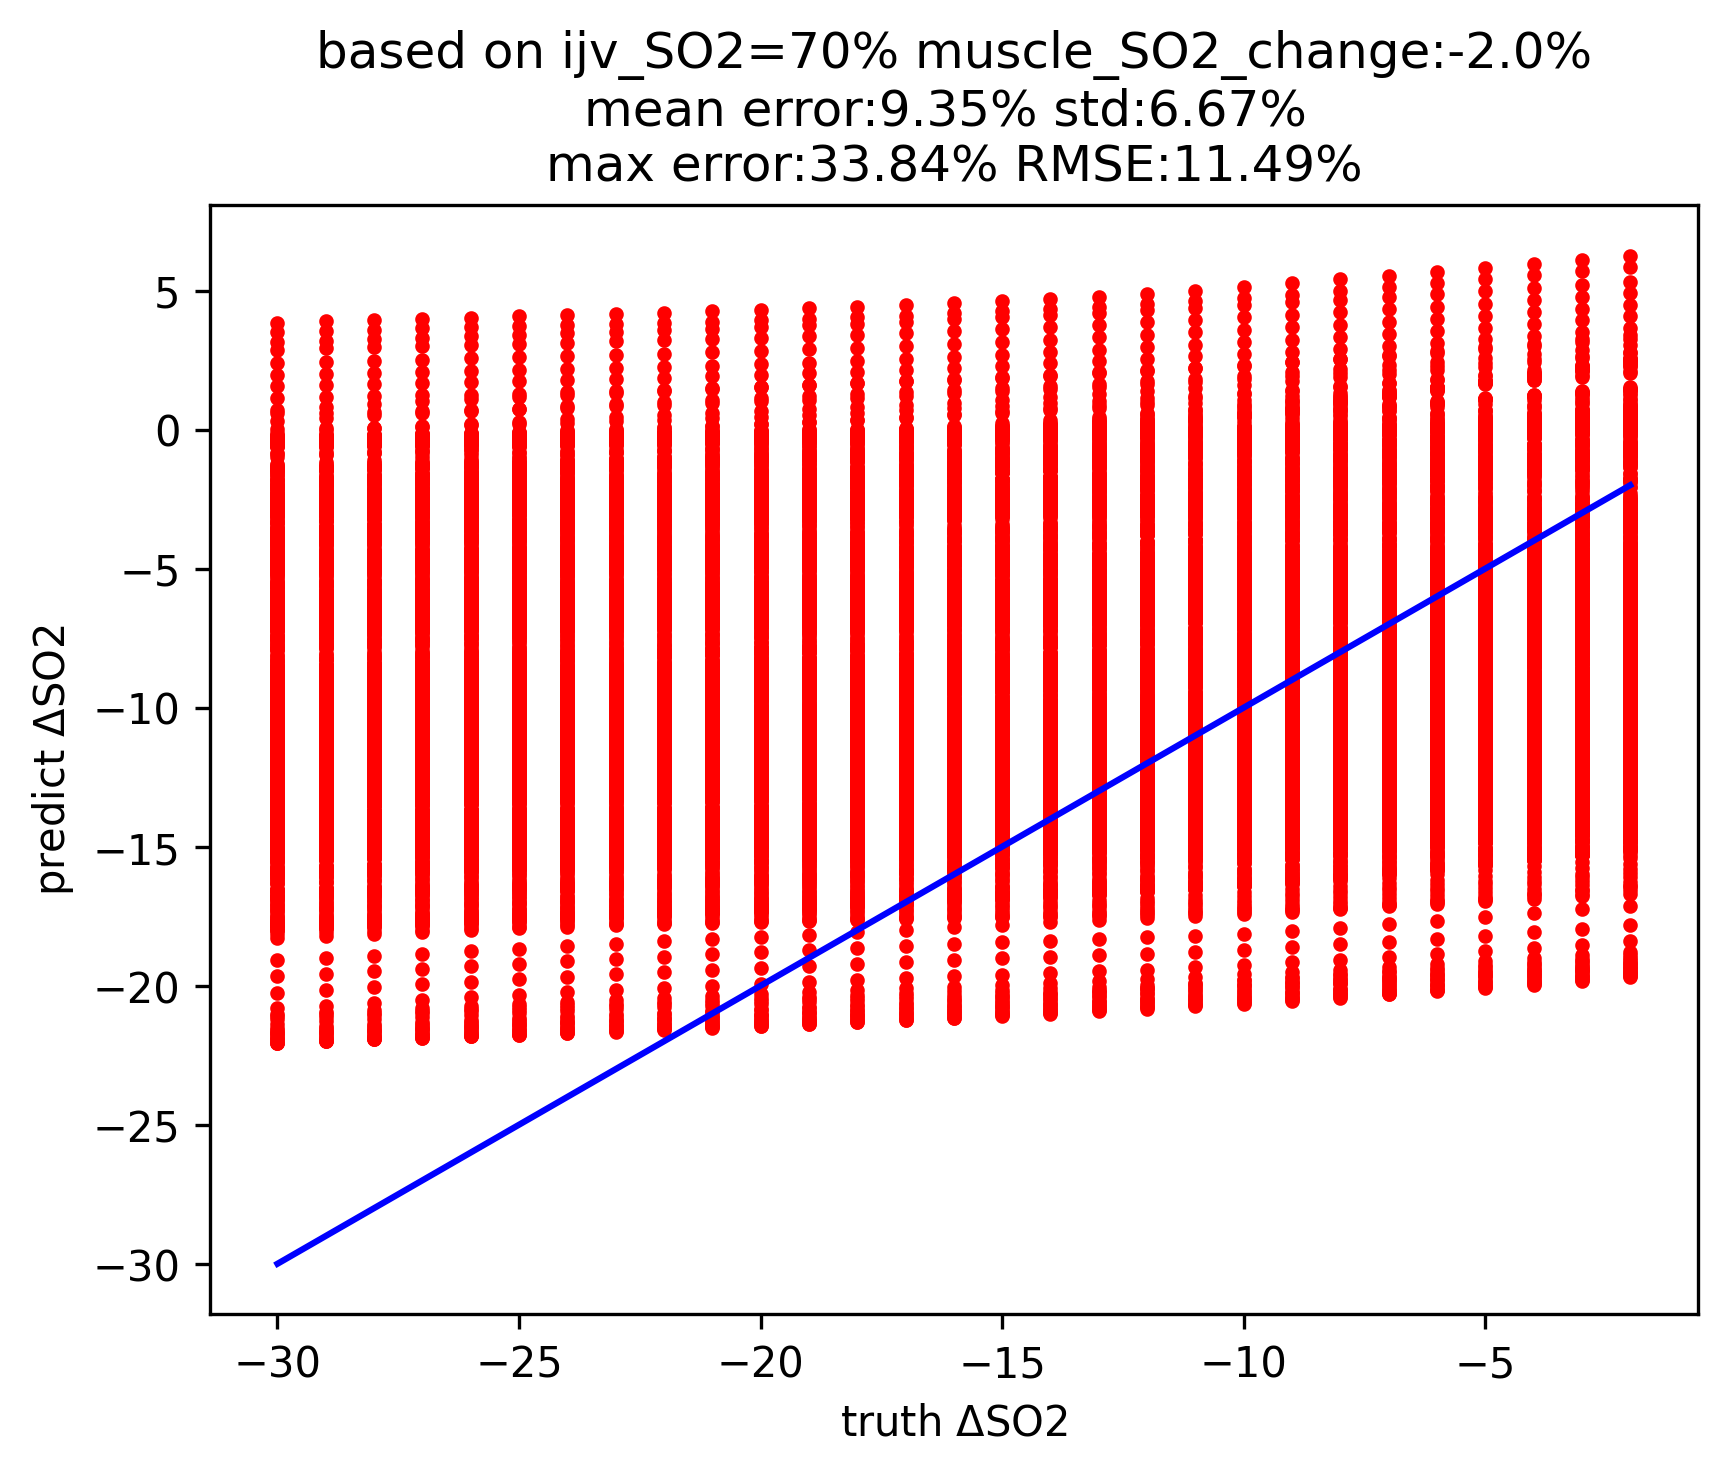 based on ijv_SO2=70% muscle_SO2_change:-2.0%
mean error:9.35% std:6.67%
max error:33.84% RMSE:11.49%
5
0
−5
−10
−15
−20
−25
−30
predict ΔSO2
−30
−25
−20
−15
−10
−5
truth ΔSO2